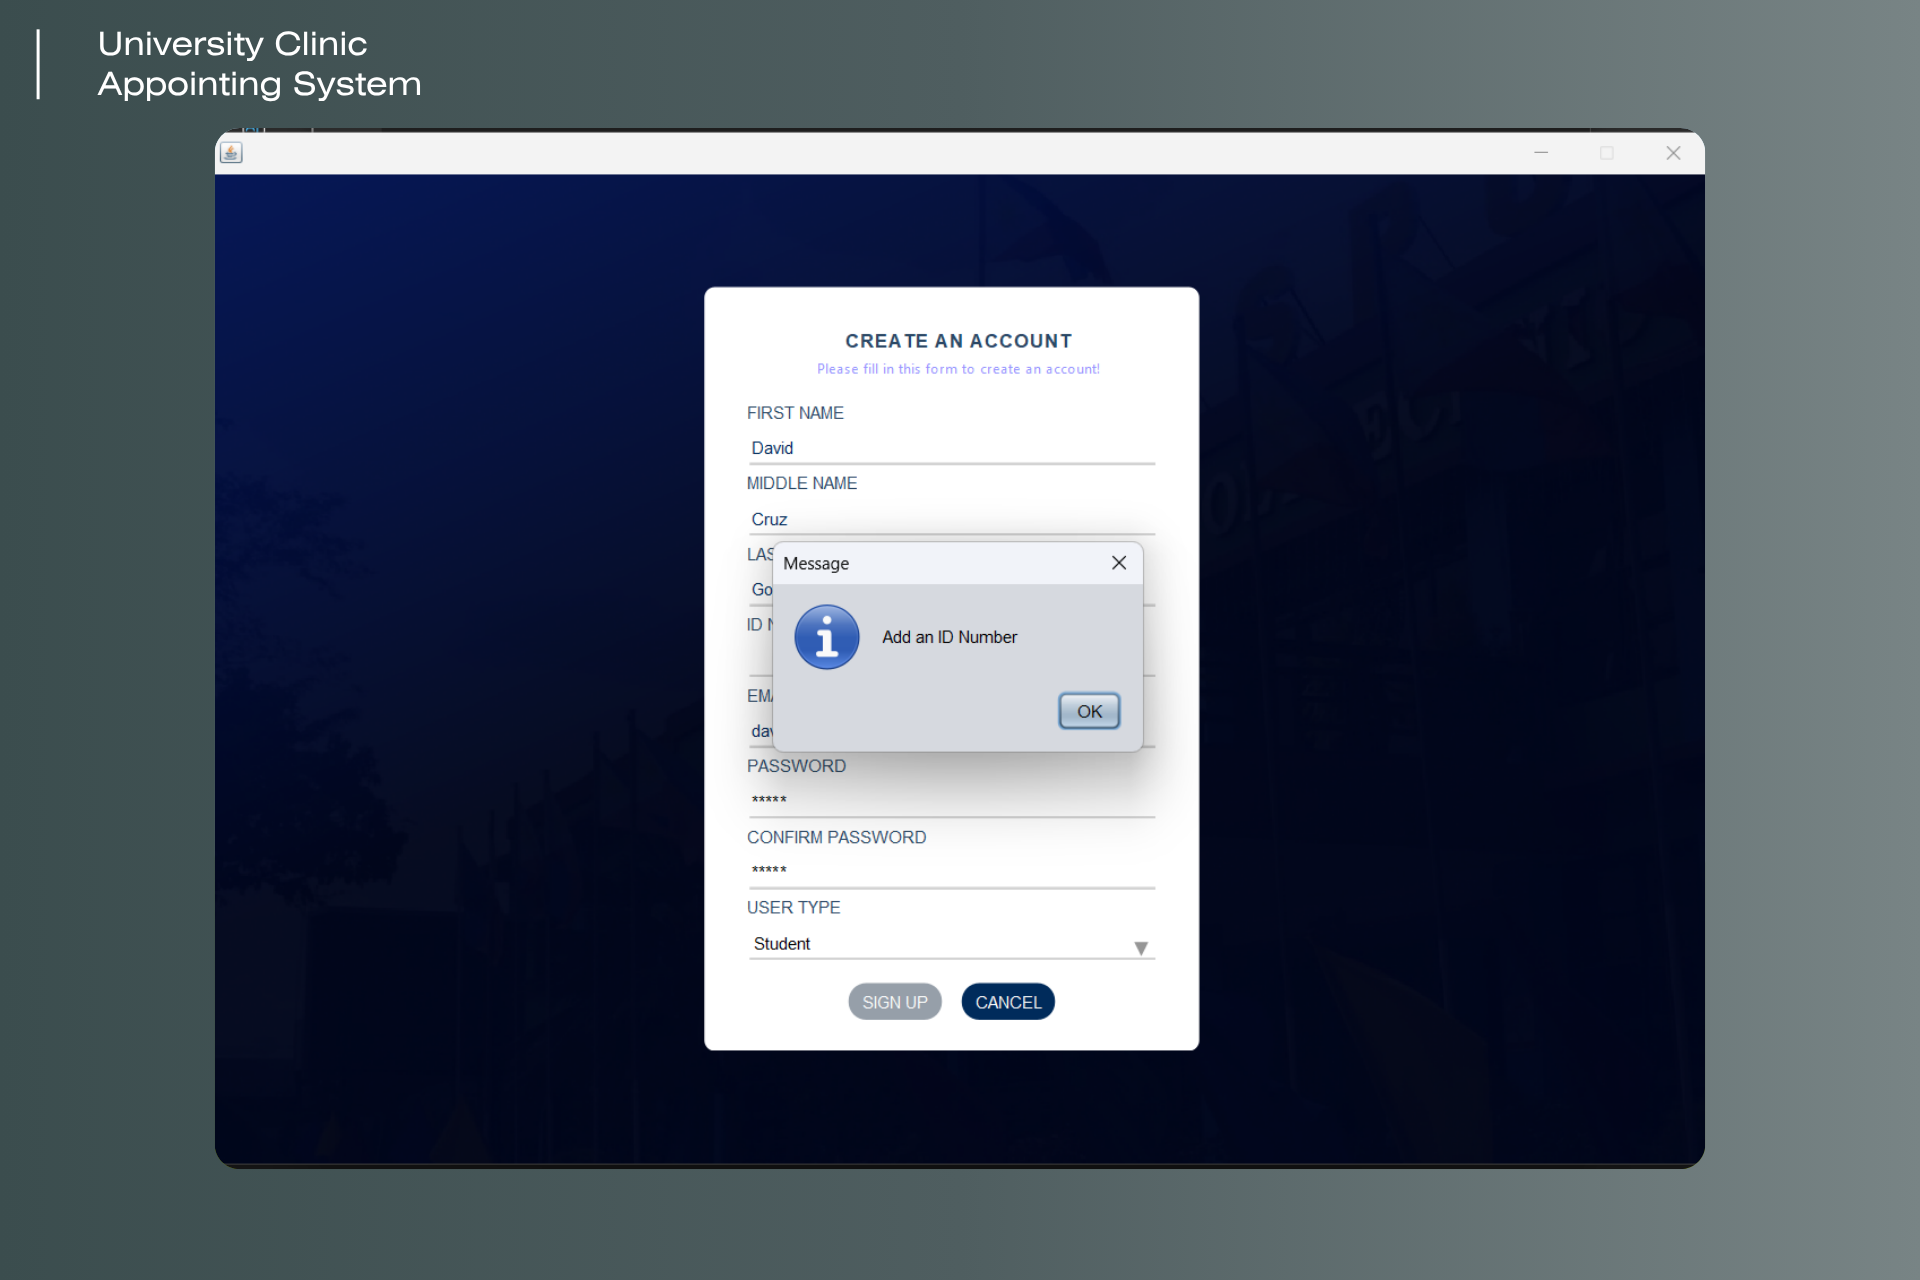 University Clinic
Appointing System
CREATE AN ACCOUNT
Please fill in this form to create an account!
FIRST NAME
David
MIDDLE NAME
Cruz
LAS
Go
ID N
EMA
dav
Message
Add an ID Number
OK
PASSWORD
*****
CONFIRM PASSWORD
*****
USER TYPE
Student
SIGN UP
CANCEL